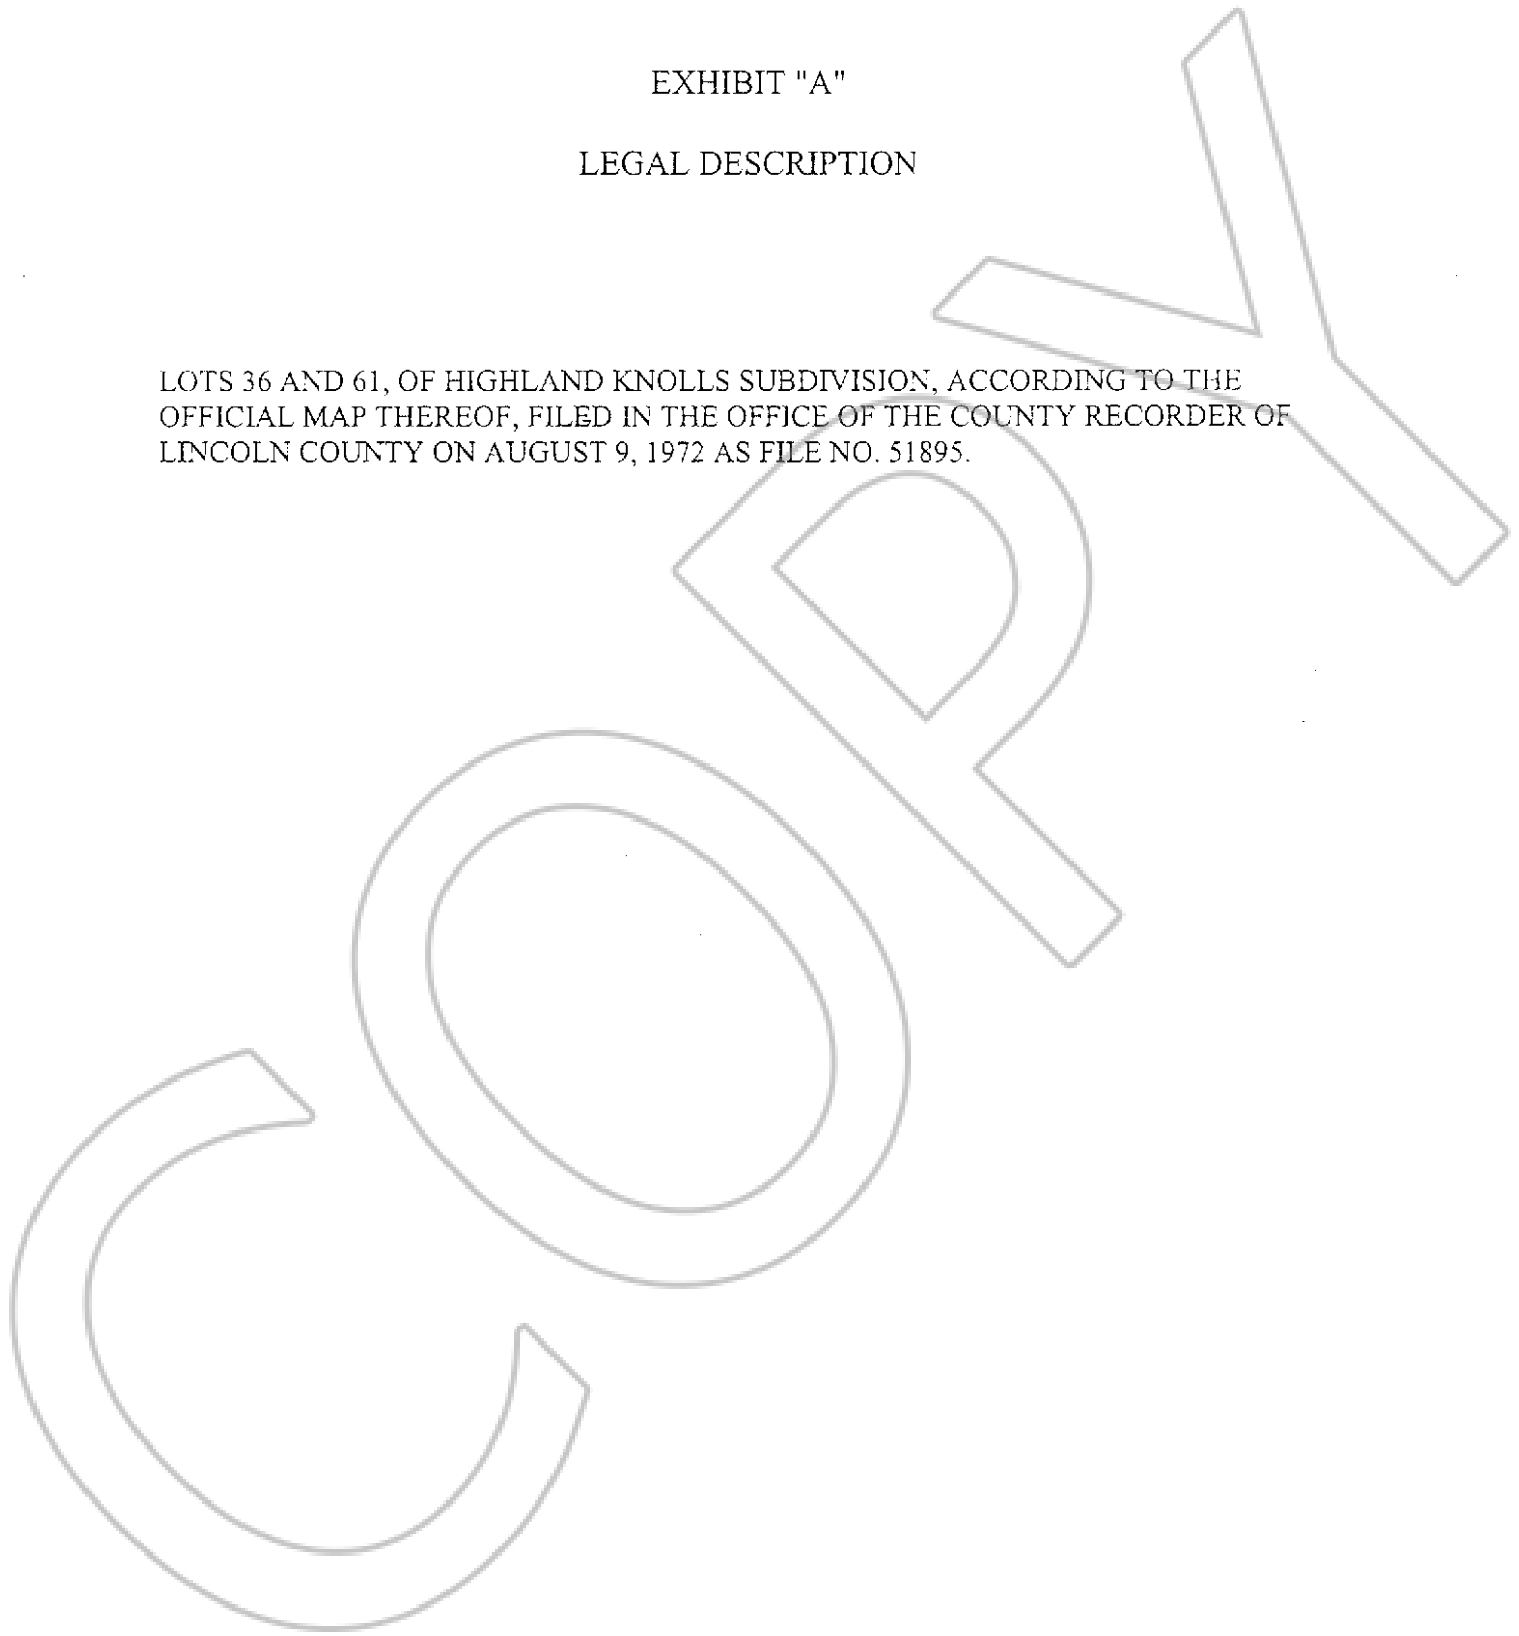 EXHIBIT "A"
LEGAL DESCRIPTION
LOTS 36 AND 61, OF HIGHLAND KNOLLS SUBDIVISION, ACCORDING TO THE
OFFICIAL MAP THEREOF, FILED IN THE OFFICE OF THE COUNTY RECORDER OF
LINCOLN COUNTY ON AUGUST 9, 1972 AS FILE NO. 51895.
COPY